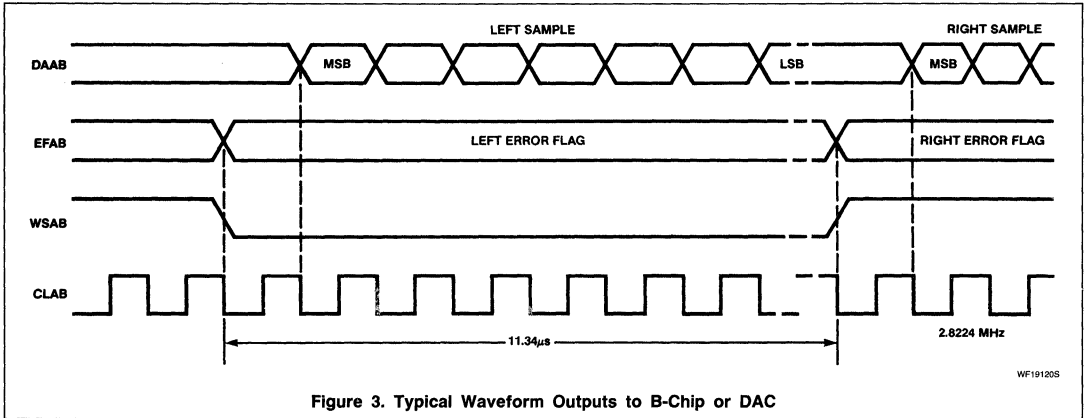 LEFT SAMPLE RIGHT SAMPLE
DAAB MSB LSB MSB
EFAB LEFT ERROR FLAG RIGHT ERROR FLAG
WSAB
CLAB
2.8224 MHz
11.34μs
WF19120S
Figure 3. Typical Waveform Outputs to B-Chip or DAC